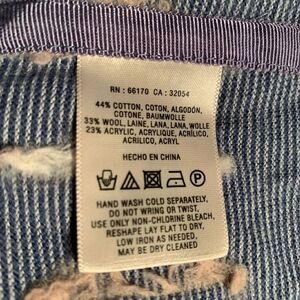 RN : 66170 CA : 32054
44% COTTON, COTON, ALGODÓN,
COTONE, BAUMWOLLE
33% WOOL, LAINE, LANA, LANA, WOLLE
23% ACRYLIC, ACRYLIQUE, ACRÍLICO,
ACRILICO, ACRYL
HECHO EN CHINA
P
HAND WASH COLD SEPARATELY,
DO NOT WRING OR TWIST,
USE ONLY NON-CHLORINE BLEACH,
RESHAPE LAY FLAT TO DRY,
LOW IRON AS NEEDED,
MAY BE DRY CLEANED